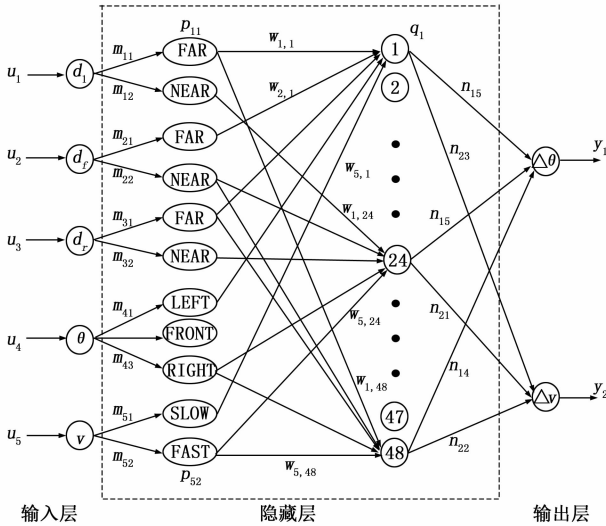 p₁₁
q₁
u₁ d₁ m₁₁ FAR w₁,₁ 1
m₁₂ NEAR w₂,₁ 2 n₁₅
u₂ d_f m₂₁ FAR n₂₃ △θ y₁
m₂₂ NEAR w₅,₁
u₃ d_r m₃₁ FAR w₁,₂₄ n₁₅
m₃₂ NEAR 24
u₄ θ m₄₁ LEFT n₂₁
FRONT w₅,₂₄
m₄₃ RIGHT w₁,₄₈ n₁₄ △v y₂
u₅ v m₅₁ SLOW 47
m₅₂ FAST w₅,₄₈ 48 n₂₂
p₅₂
输入层 隐藏层 输出层